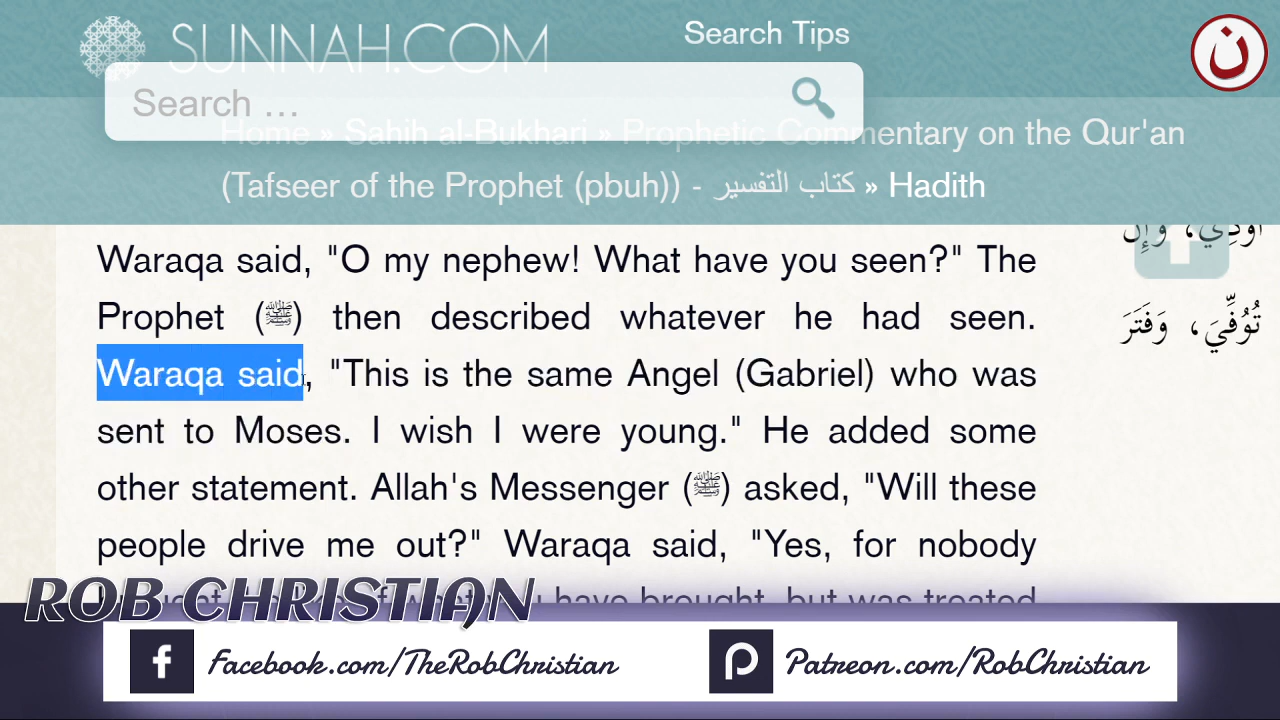 SUNNAH.COM
Search Tips
ن
Search ...
Home » Sahih al-Bukhari » Prophetic Commentary on the Qur'an
(Tafseer of the Prophet (pbuh)) - كتاب التفسير » Hadith
Waraqa said, "O my nephew! What have you seen?" The
Prophet (ﷺ) then described whatever he had seen.
Waraqa said, "This is the same Angel (Gabriel) who was
sent to Moses. I wish I were young." He added some
other statement. Allah's Messenger (ﷺ) asked, "Will these
people drive me out?" Waraqa said, "Yes, for nobody
have brought, but was treated
تُوُفِّيَ، وَفَتَرَ
ROB CHRISTIAN
Facebook.com/TheRobChristian
Patreon.com/RobChristian